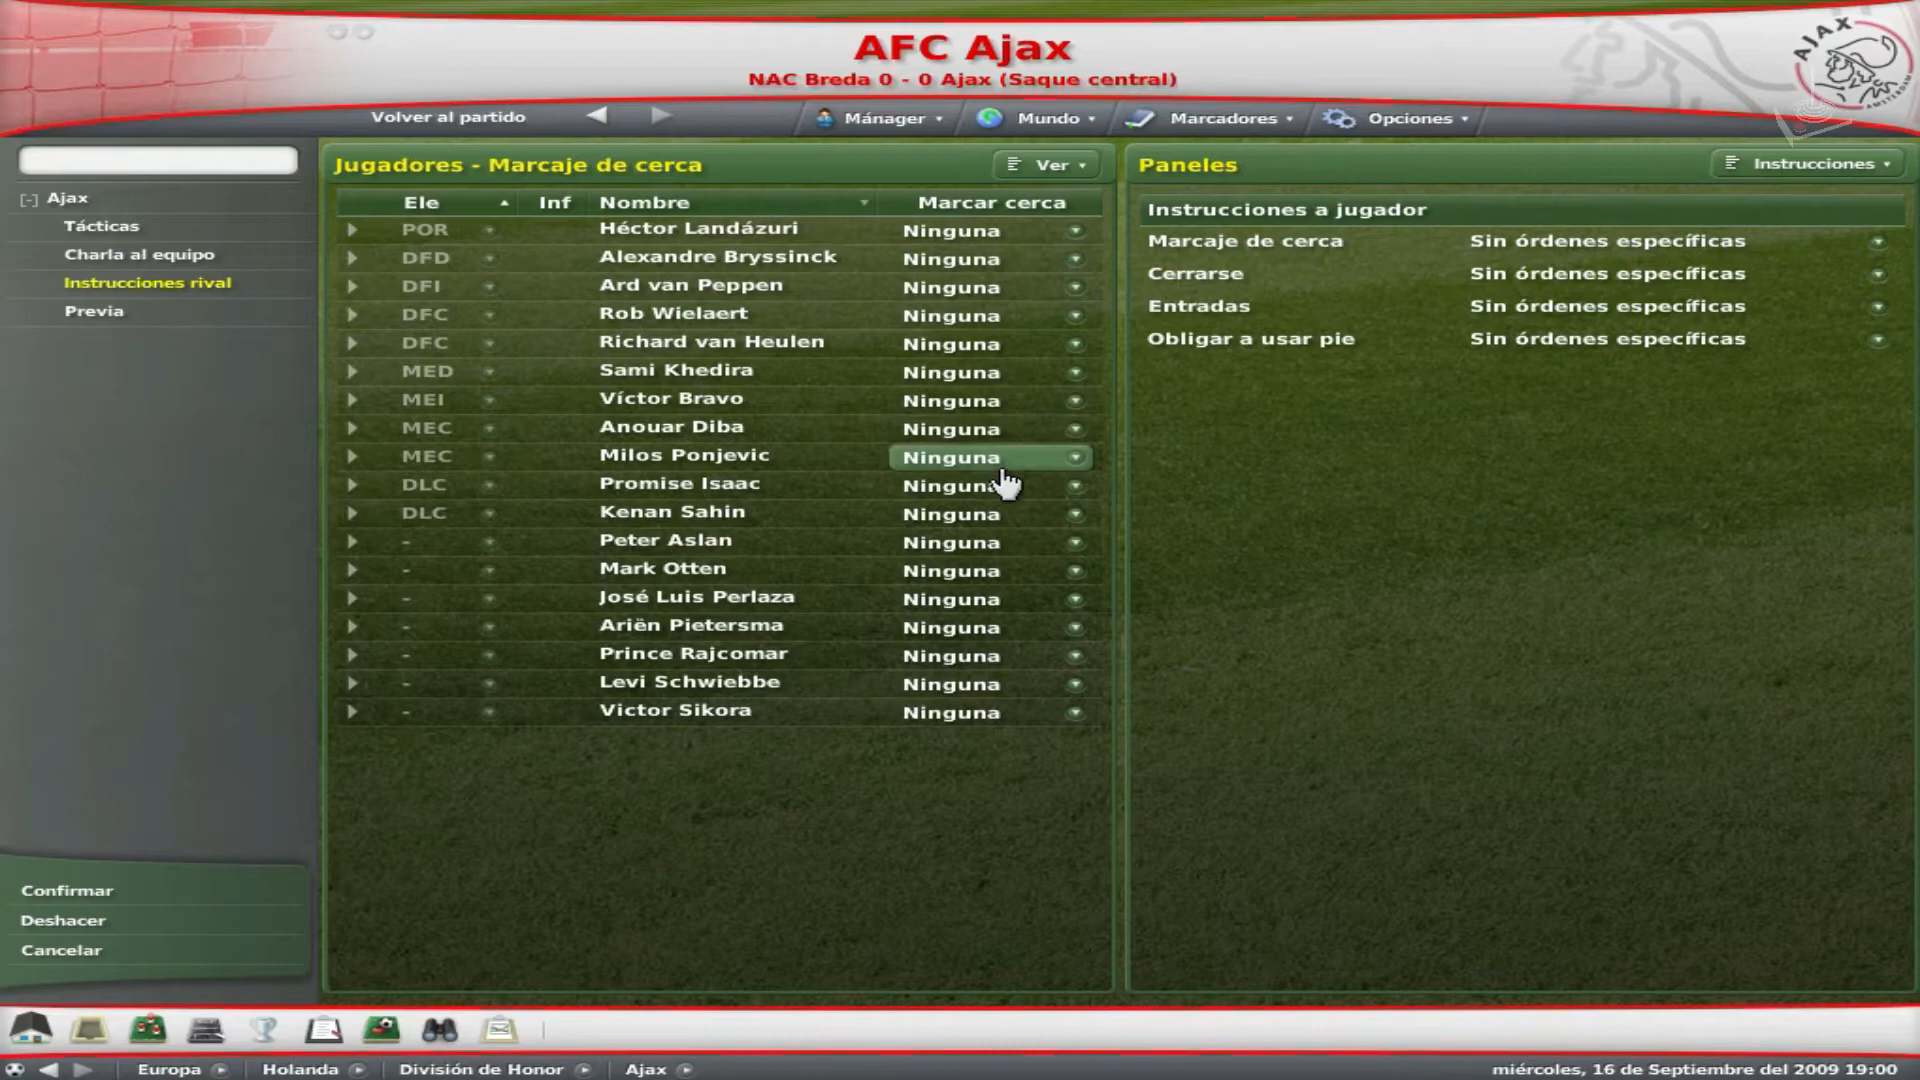 AFC Ajax
NAC Breda 0 - 0 Ajax (Saque central)
AJAX
AMSTERDAM
Volver al partido
Mánager
Mundo
Marcadores
Opciones
[-] Ajax
Tácticas
Charla al equipo
Instrucciones rival
Previa
Confirmar
Deshacer
Cancelar
Jugadores - Marcaje de cerca
Ver
Ele Inf Nombre Marcar cerca
POR Héctor Landázuri Ninguna
DFD Alexandre Bryssinck Ninguna
DFI Ard van Peppen Ninguna
DFC Rob Wielaert Ninguna
DFC Richard van Heulen Ninguna
MED Sami Khedira Ninguna
MEI Víctor Bravo Ninguna
MEC Anouar Diba Ninguna
MEC Milos Ponjevic Ninguna
DLC Promise Isaac Ninguna
DLC Kenan Sahin Ninguna
- Peter Aslan Ninguna
- Mark Otten Ninguna
- José Luis Perlaza Ninguna
- Ariën Pietersma Ninguna
- Prince Rajcomar Ninguna
- Levi Schwiebbe Ninguna
- Victor Sikora Ninguna
Paneles
Instrucciones
Instrucciones a jugador
Marcaje de cerca Sin órdenes específicas
Cerrarse Sin órdenes específicas
Entradas Sin órdenes específicas
Obligar a usar pie Sin órdenes específicas
Europa
Holanda
División de Honor
Ajax
miércoles, 16 de Septiembre del 2009 19:00